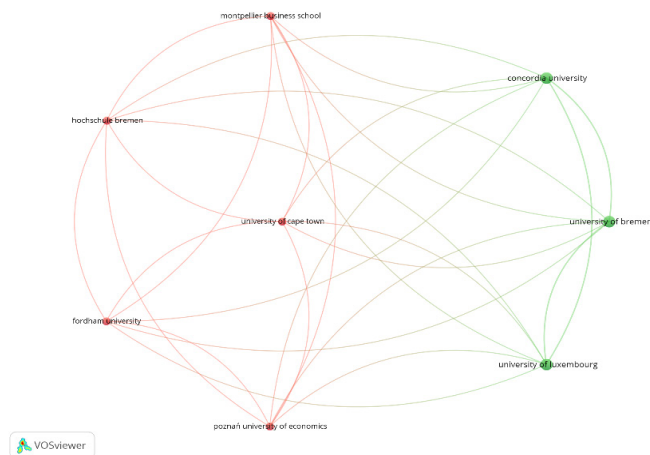 montpellier business school
concordia university
hochschule bremen
university of cape town
university of bremen
fordham university
university of luxembourg
poznań university of economics
VOSviewer